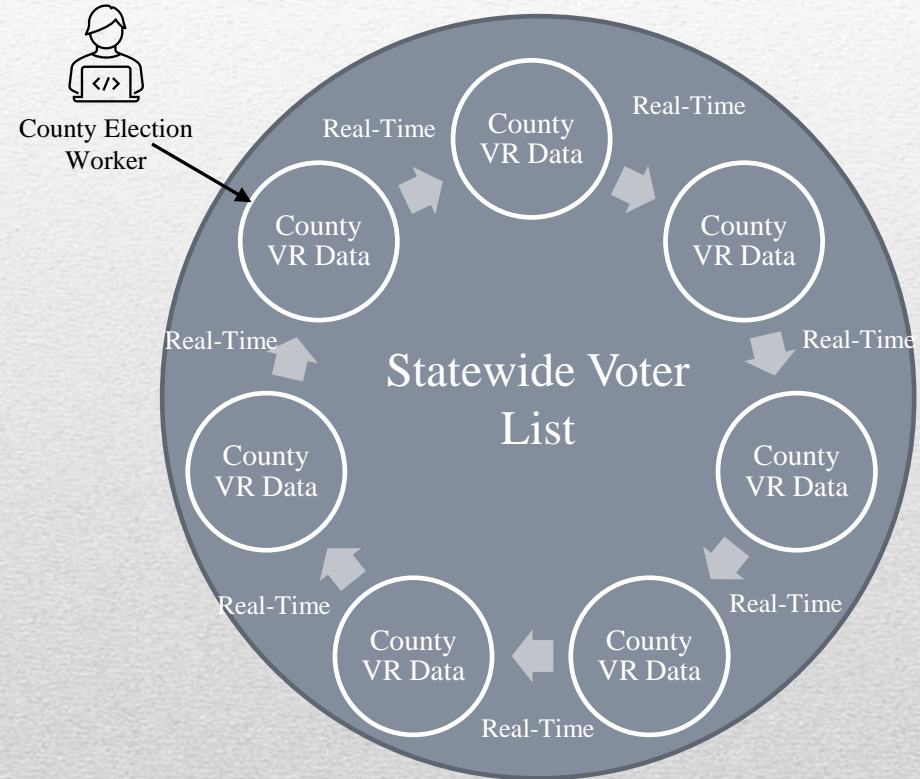 </>
County Election
Worker
Real-Time
County
VR Data
Real-Time
County
VR Data
County
VR Data
Real-Time
Real-Time
Statewide Voter
List
County
VR Data
County
VR Data
Real-Time
Real-Time
County
VR Data
County
VR Data
Real-Time